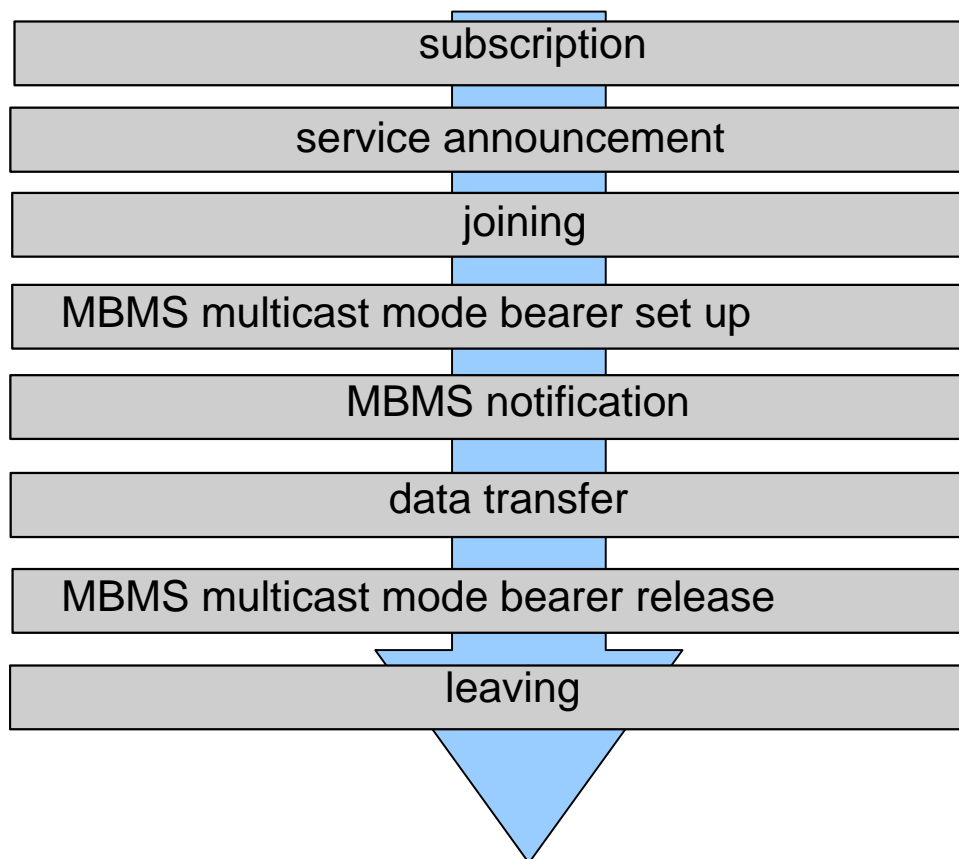 subscription
service announcement
joining
MBMS multicast mode bearer set up
MBMS notification
data transfer
MBMS multicast mode bearer release
leaving